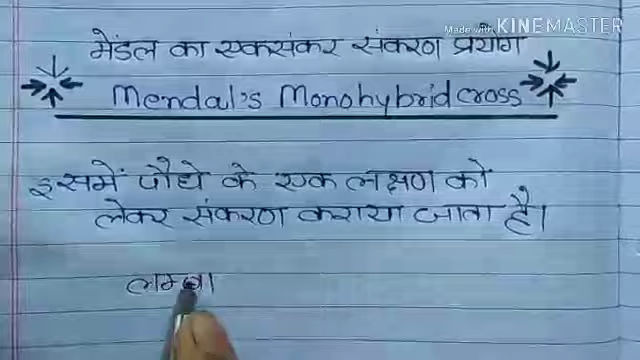 Made with KINEMASTER
मेंडल का एकसंकर संकरण प्रयोग
Mendal's Monohybrid cross
इसमें पौधे के एक लक्षण को
लेकर संकरण कराया जाता है।
लम्बा